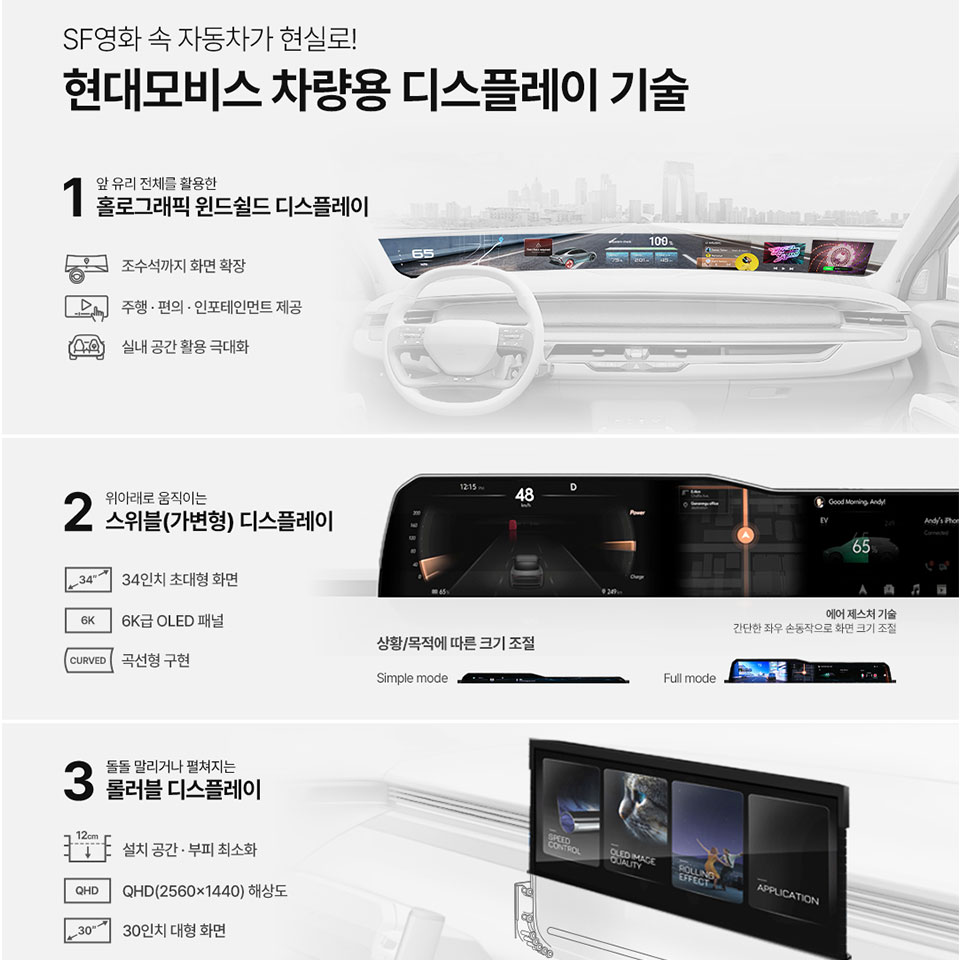 SF영화 속 자동차가 현실로!
현대모비스 차량용 디스플레이 기술
1
앞 유리 전체를 활용한
홀로그래픽 윈드쉴드 디스플레이
조수석까지 화면 확장
주행 · 편의 · 인포테인먼트 제공
실내 공간 활용 극대화
65
100
2
위아래로 움직이는
스위블(가변형) 디스플레이
34"
34인치 초대형 화면
6K
6K급 OLED 패널
CURVED
곡선형 구현
12:15
48
km/h
D
Power
Charge
65
249
Good Morning, Andy!
EV
65
Andy's iPhon
Connected
에어 제스처 기술
간단한 좌우 손동작으로 화면 크기 조절
상황/목적에 따른 크기 조절
Simple mode
Full mode
3
돌돌 말리거나 펼쳐지는
롤러블 디스플레이
12cm
설치 공간 · 부피 최소화
QHD
QHD(2560×1440) 해상도
30"
30인치 대형 화면
SPEED
CONTROL
OLED IMAGE
QUALITY
ROLLING
EFFECT
APPLICATION